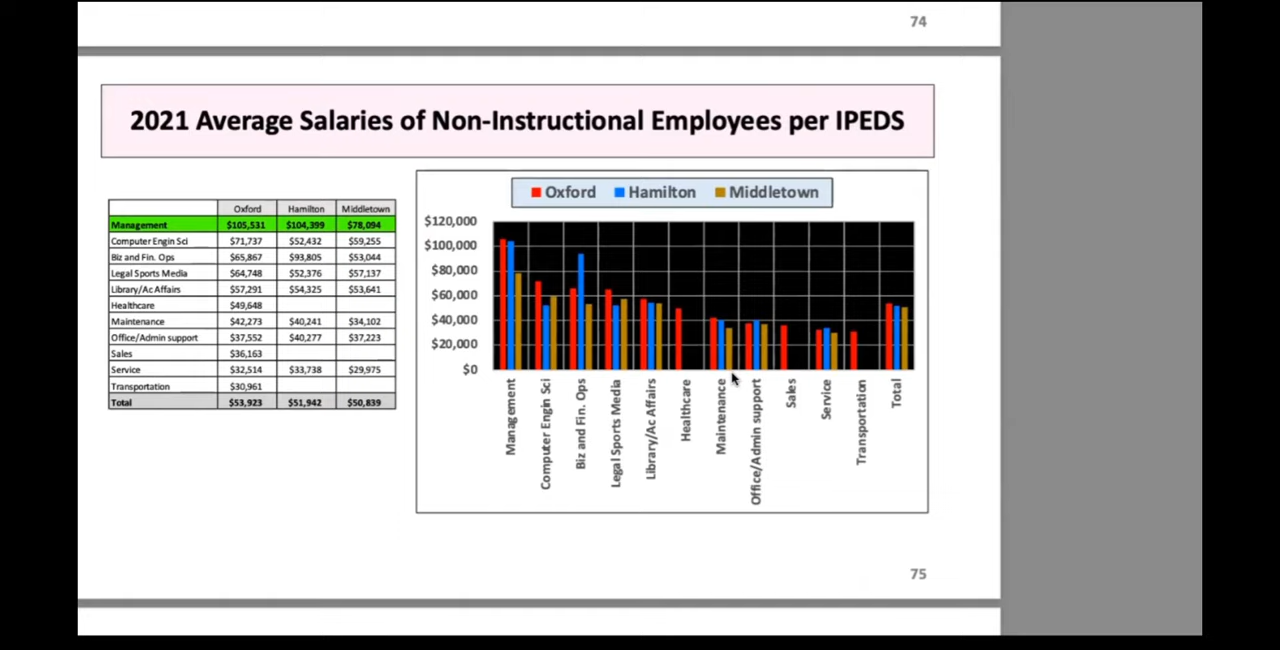 74
2021 Average Salaries of Non-Instructional Employees per IPEDS
Oxford Hamilton Middletown
Management $105,531 $104,399 $78,094
Computer Engin Sci $71,737 $52,432 $59,255
Biz and Fin. Ops $65,867 $93,805 $53,044
Legal Sports Media $64,748 $52,376 $57,137
Library/Ac Affairs $57,291 $54,325 $53,641
Healthcare $49,648
Maintenance $42,273 $40,241 $34,102
Office/Admin support $37,552 $40,277 $37,223
Sales $36,163
Service $32,514 $33,738 $29,975
Transportation $30,961
Total $53,923 $51,942 $50,839
Oxford Hamilton Middletown
$120,000
$100,000
$80,000
$60,000
$40,000
$20,000
$0
Management
Computer Engin Sci
Biz and Fin. Ops
Legal Sports Media
Library/Ac Affairs
Healthcare
Maintenance
Office/Admin support
Sales
Service
Transportation
Total
75